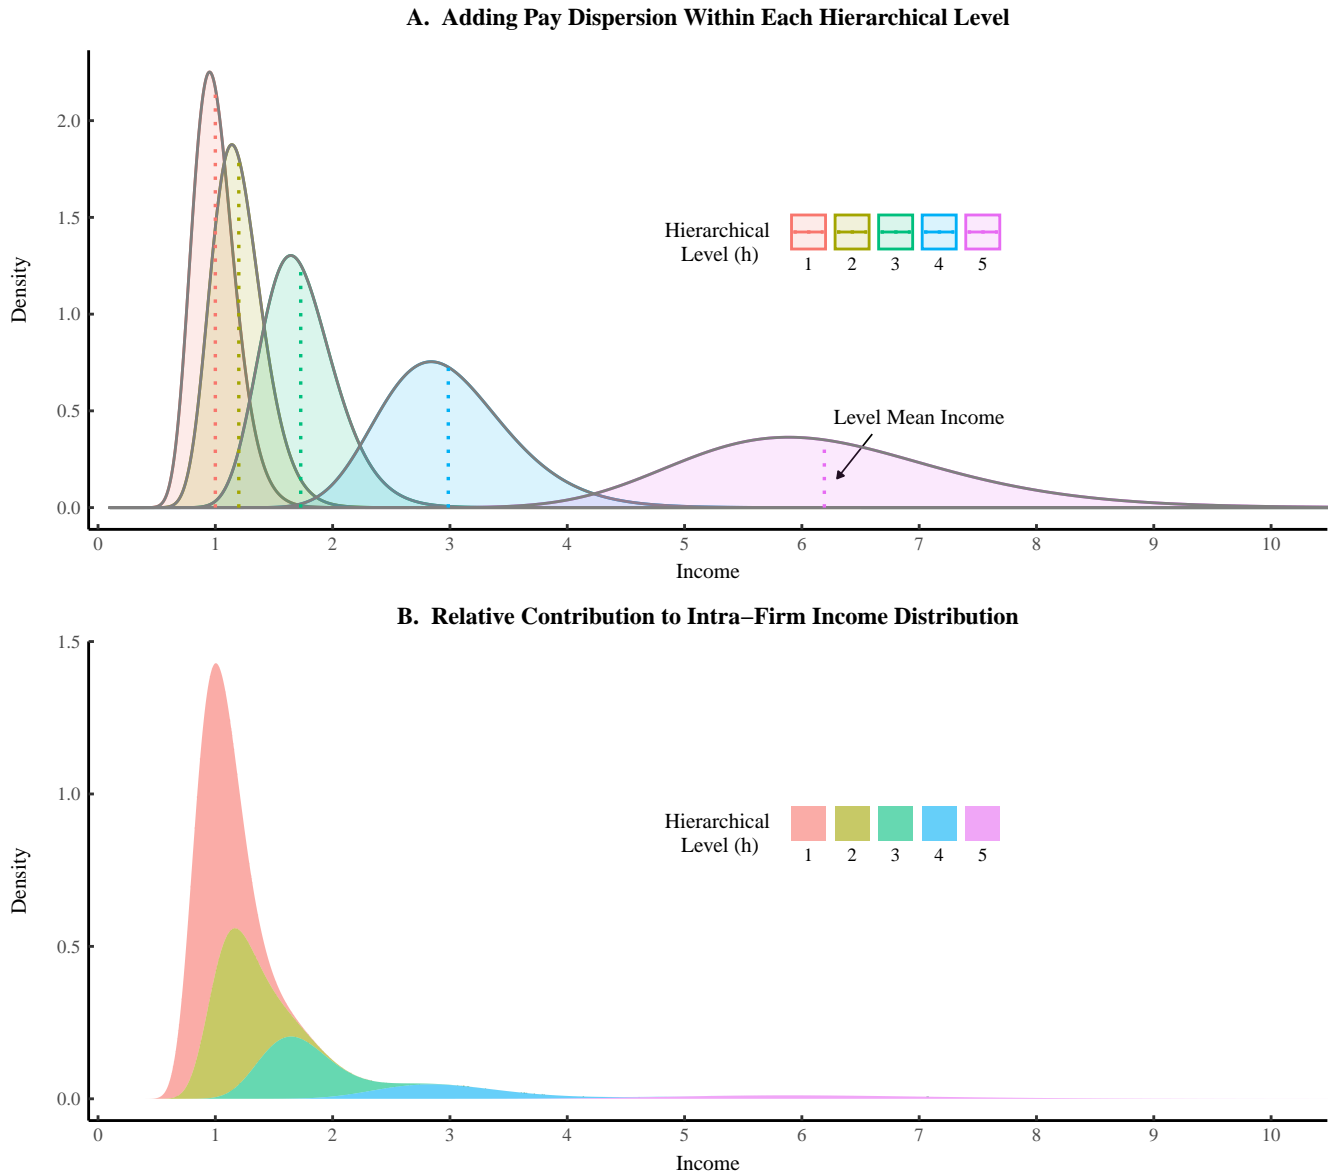 A.  Adding Pay Dispersion Within Each Hierarchical Level
Density
2.0
1.5
1.0
0.5
0.0
Hierarchical
Level (h)
1 2 3 4 5
Level Mean Income
0 1 2 3 4 5 6 7 8 9 10
Income
B.  Relative Contribution to Intra−Firm Income Distribution
Density
1.5
1.0
0.5
0.0
Hierarchical
Level (h)
1 2 3 4 5
0 1 2 3 4 5 6 7 8 9 10
Income